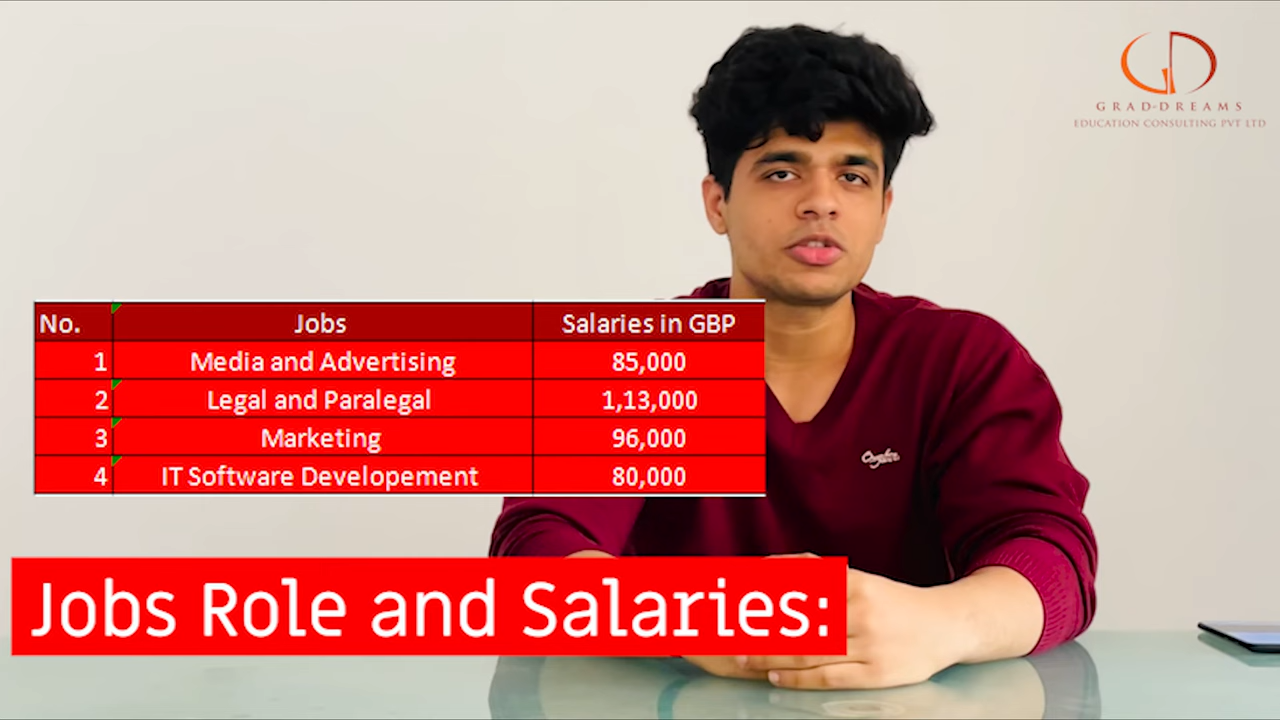 GRAD-DREAMS
EDUCATION CONSULTING PVT LTD
No. Jobs Salaries in GBP
1 Media and Advertising 85,000
2 Legal and Paralegal 1,13,000
3 Marketing 96,000
4 IT Software Developement 80,000
Jobs Role and Salaries: